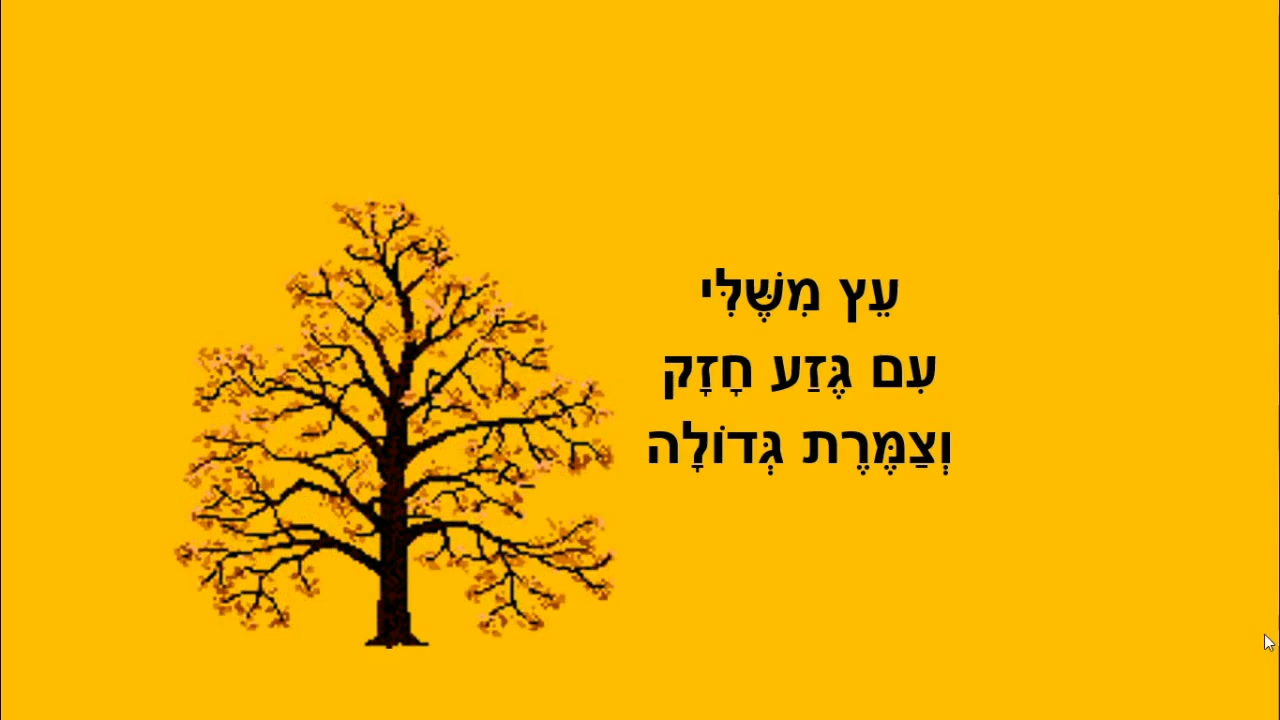 עֵץ מִשֶּׁלִּי
עִם גֶּזַע חָזָק
וְצַמֶּרֶת גְּדוֹלָה